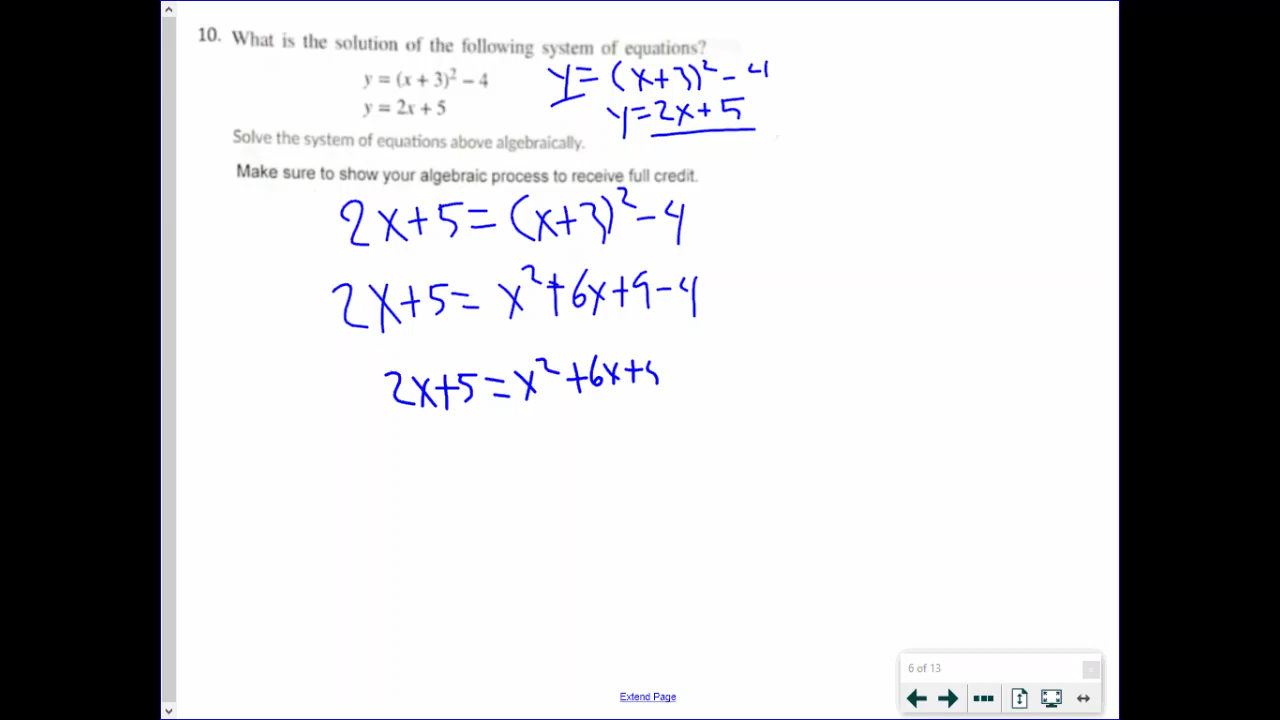 10. What is the solution of the following system of equations?
y = (x + 3)² − 4
y = 2x + 5
y = (x+3)² − 4
y = 2x + 5
Solve the system of equations above algebraically.
Make sure to show your algebraic process to receive full credit.
2x + 5 = (x+3)² − 4
2x + 5 = x² + 6x + 9 − 4
2x + 5 = x² + 6x + 5
6 of 13
Extend Page